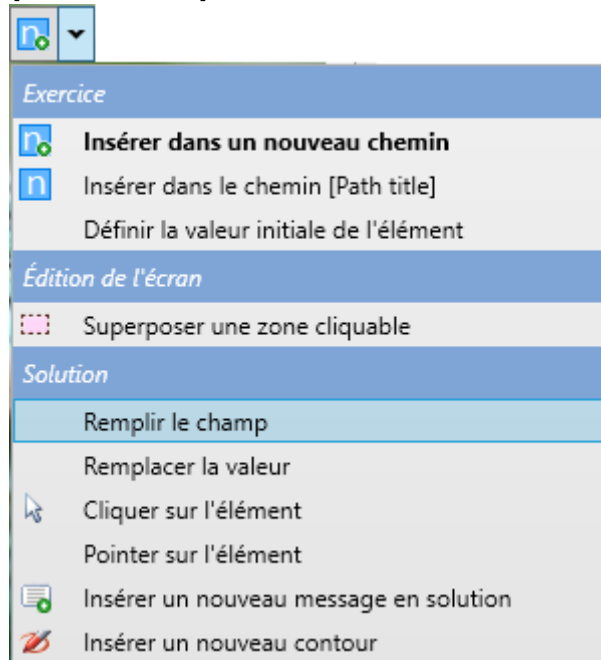 Exercice
Insérer dans un nouveau chemin
Insérer dans le chemin [Path title]
Définir la valeur initiale de l'élément
Édition de l'écran
Superposer une zone cliquable
Solution
Remplir le champ
Remplacer la valeur
Cliquer sur l'élément
Pointer sur l'élément
Insérer un nouveau message en solution
Insérer un nouveau contour